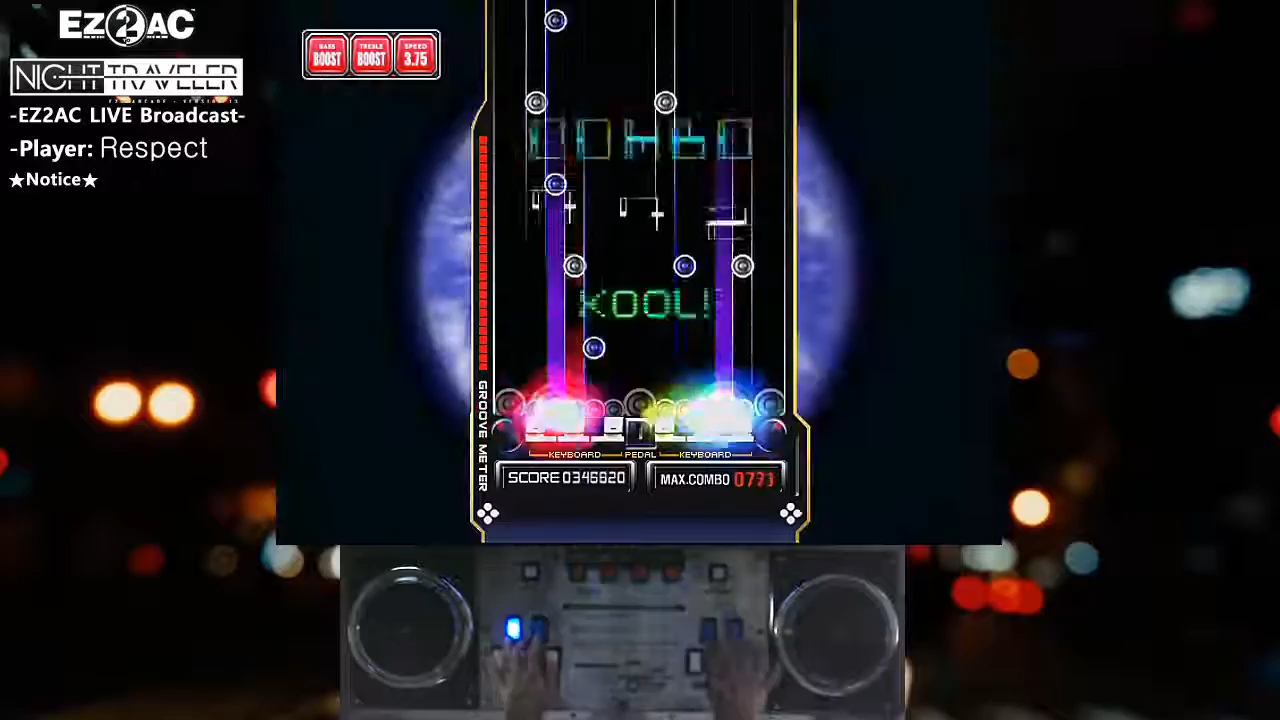 EZ2AC
NIGHT TRAVELER
-EZ2AC LIVE Broadcast-
-Player: Respect
★Notice★
BASS BOOST
TREBLE BOOST
SPEED 3.75
COMBO
KOOL!
GROOVE METER
KEYBOARD PEDAL KEYBOARD
SCORE 0346820
MAX.COMBO